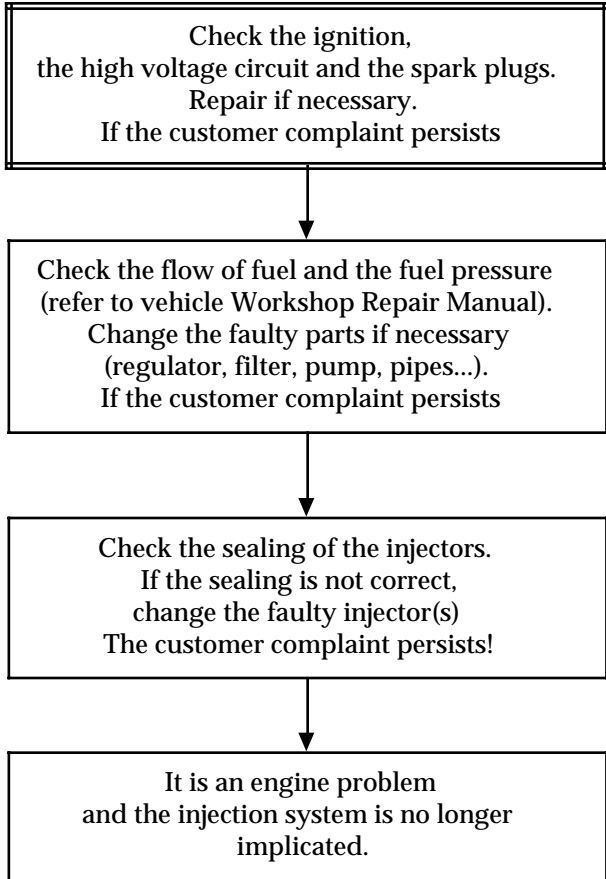 Check the ignition,
the high voltage circuit and the spark plugs.
Repair if necessary.
If the customer complaint persists
Check the flow of fuel and the fuel pressure
(refer to vehicle Workshop Repair Manual).
Change the faulty parts if necessary
(regulator, filter, pump, pipes...).
If the customer complaint persists
Check the sealing of the injectors.
If the sealing is not correct,
change the faulty injector(s)
The customer complaint persists!
It is an engine problem
and the injection system is no longer
implicated.